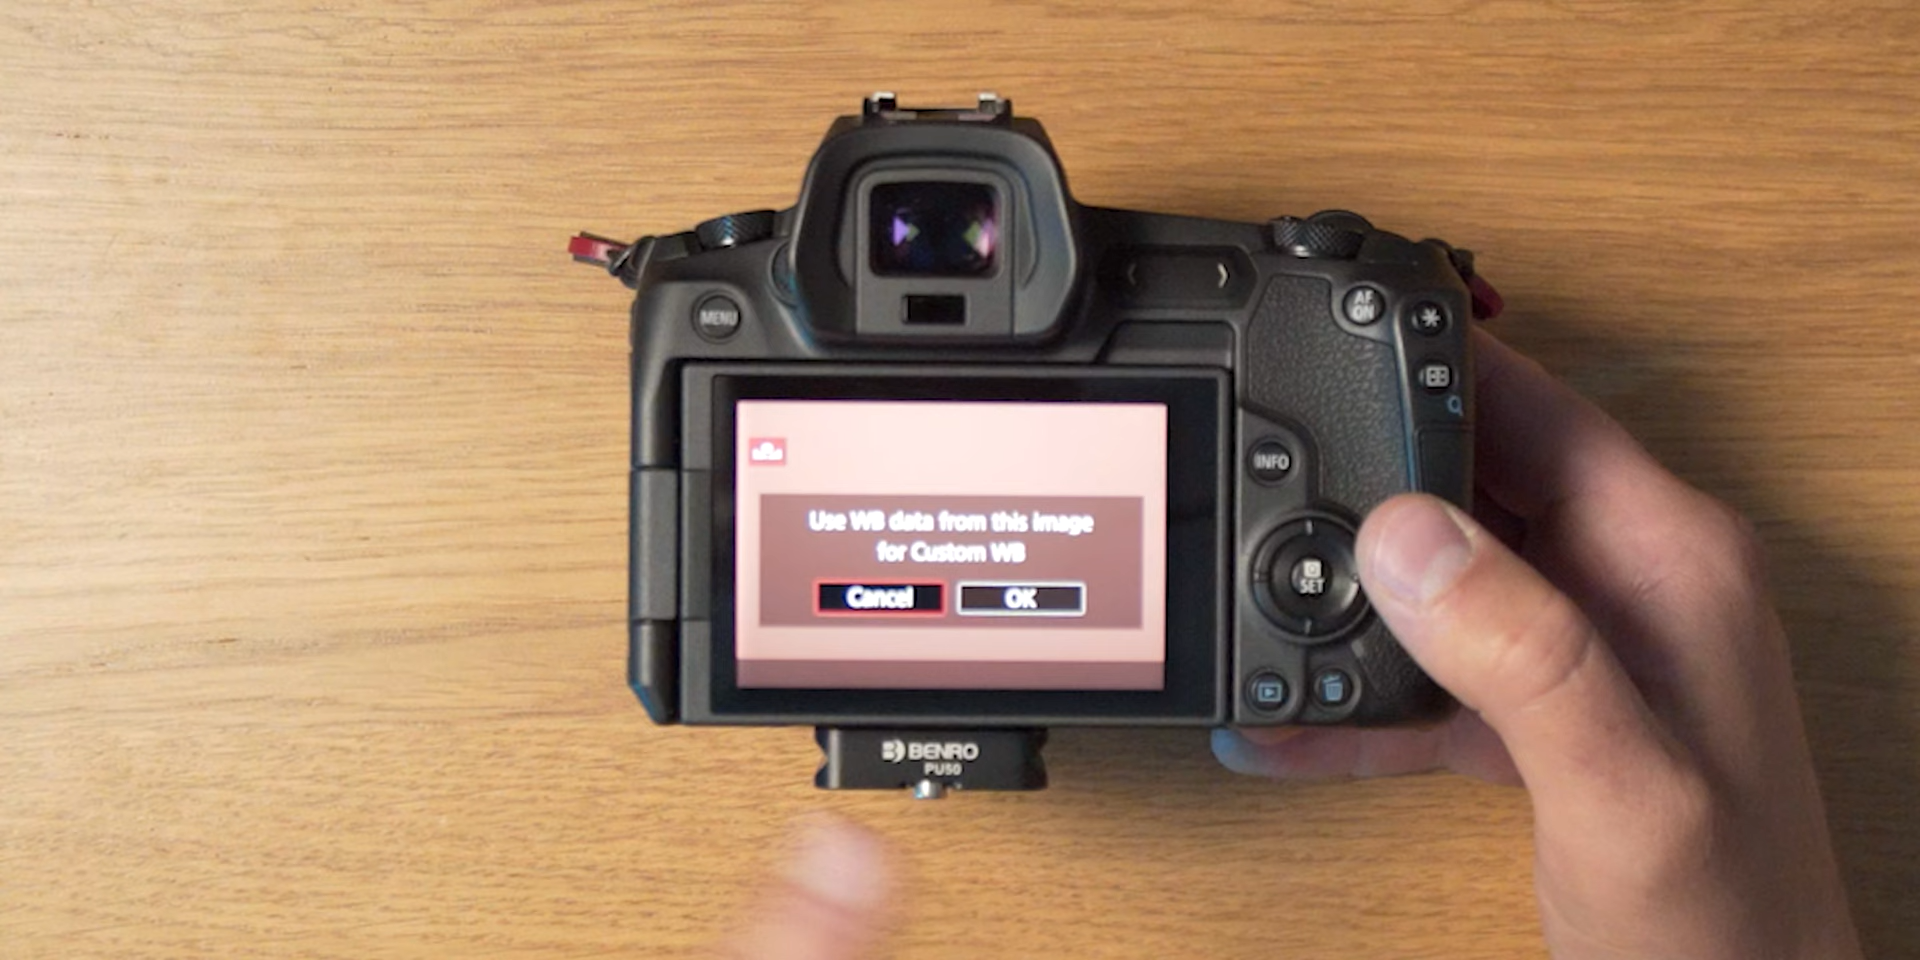 MENU
AF
ON
INFO
SET
Use WB data from this image
for Custom WB
Cancel
OK
BENRO
PU50